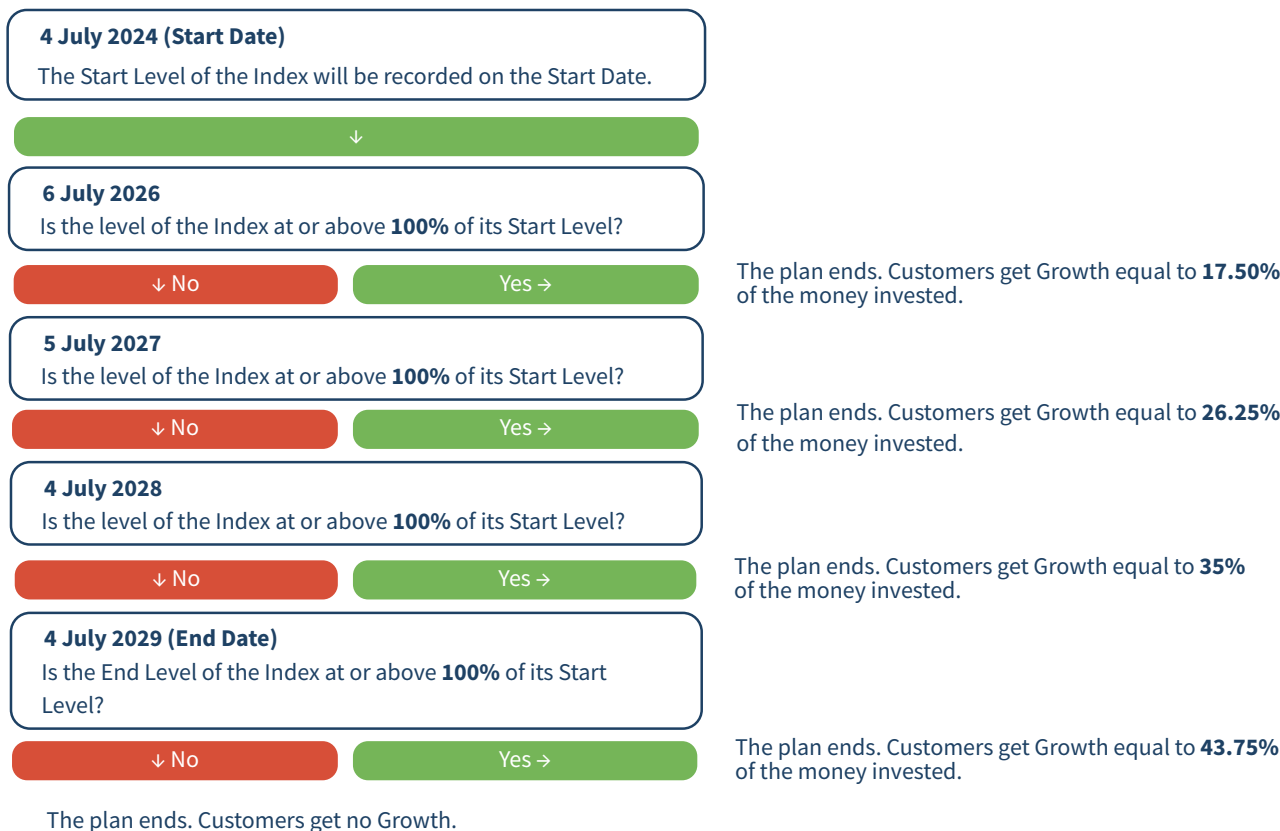 4 July 2024 (Start Date)
The Start Level of the Index will be recorded on the Start Date.
↓
6 July 2026
Is the level of the Index at or above 100% of its Start Level?
↓ No
Yes →
The plan ends. Customers get Growth equal to 17.50%
of the money invested.
5 July 2027
Is the level of the Index at or above 100% of its Start Level?
↓ No
Yes →
The plan ends. Customers get Growth equal to 26.25%
of the money invested.
4 July 2028
Is the level of the Index at or above 100% of its Start Level?
↓ No
Yes →
The plan ends. Customers get Growth equal to 35%
of the money invested.
4 July 2029 (End Date)
Is the End Level of the Index at or above 100% of its Start
Level?
↓ No
Yes →
The plan ends. Customers get Growth equal to 43.75%
of the money invested.
The plan ends. Customers get no Growth.